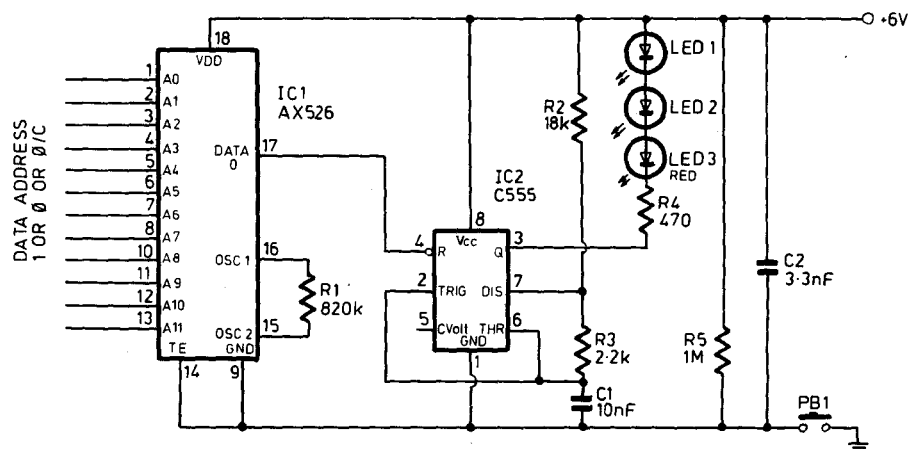 +6V
18
VDD
IC1
AX526
DATA ADDRESS
1 OR Ø OR Ø/C
1 A0
2 A1
3 A2
4 A3
5 A4
6 A5
7 A6
8 A7
10 A8
11 A9
12 A10
13 A11
DATA
0
17
OSC 1
16
OSC 2
15
TE
GND
14
9
R1
820k
IC2
C555
8
Vcc
4
R
Q
3
2
TRIG
DIS
7
5
CVolt
THR
6
GND
1
R2
18k
LED 1
LED 2
LED 3
RED
R4
470
R3
2·2k
C1
10nF
R5
1M
C2
3·3nF
PB1